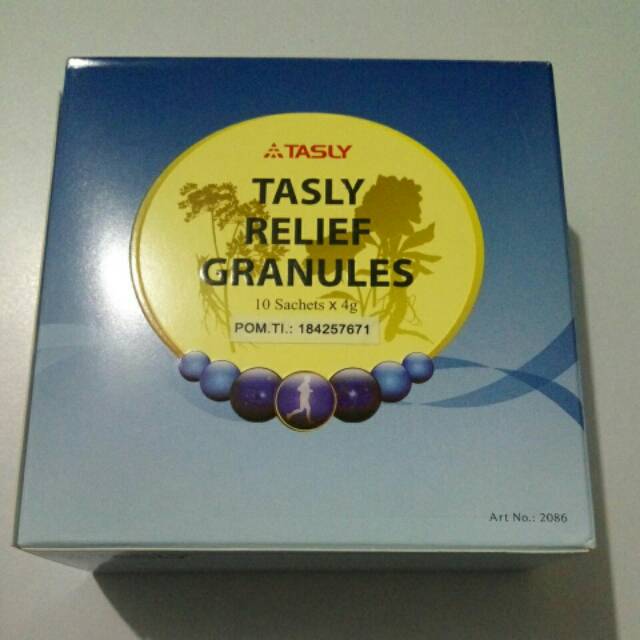 TASLY
TASLY
RELIEF
GRANULES
10 Sachets x 4g
POM.TI.: 184257671
Art No.: 2086